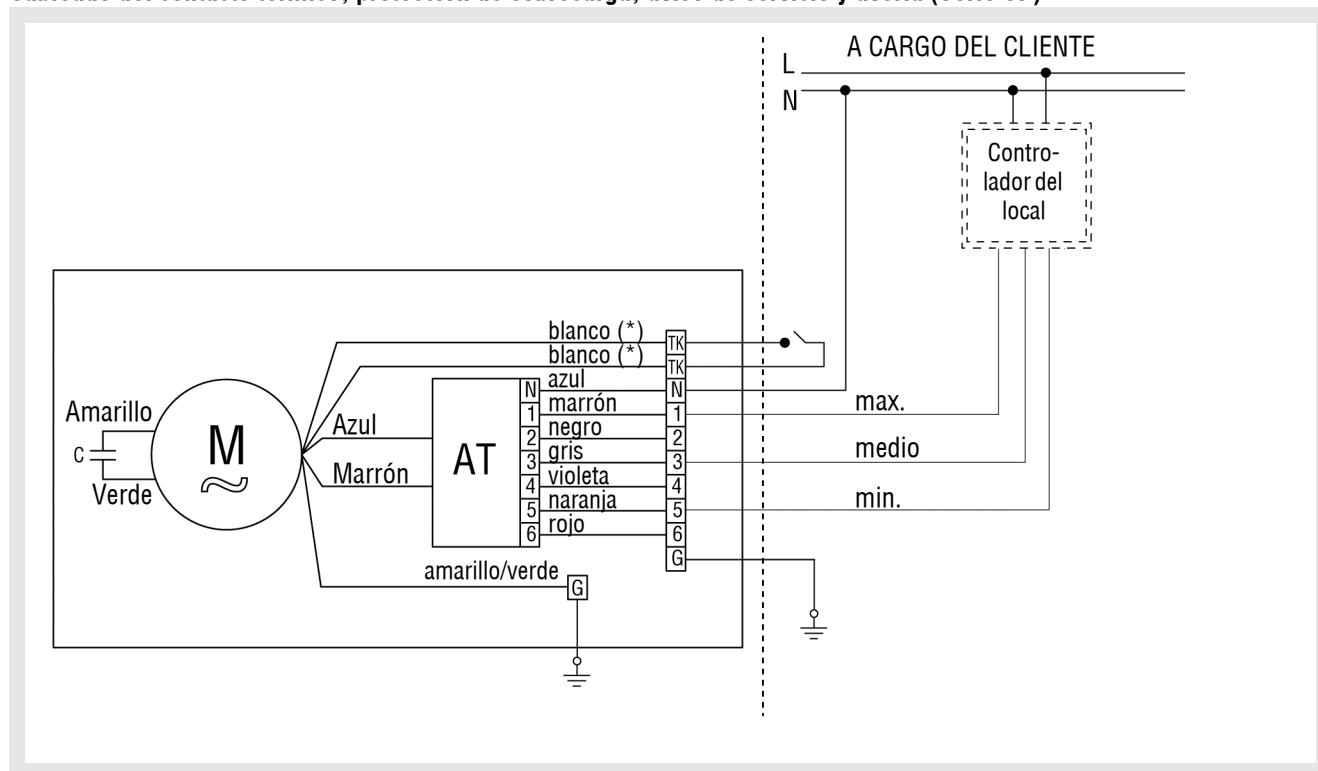 A CARGO DEL CLIENTE
L
N
Contro-
lador del
local
blanco (*)
TK
blanco (*)
TK
N
azul
N
1
marrón
1
max.
2
negro
2
3
gris
3
medio
4
violeta
4
5
naranja
5
min.
6
rojo
6
G
Amarillo
C
Verde
M
Azul
Marrón
AT
amarillo/verde
G